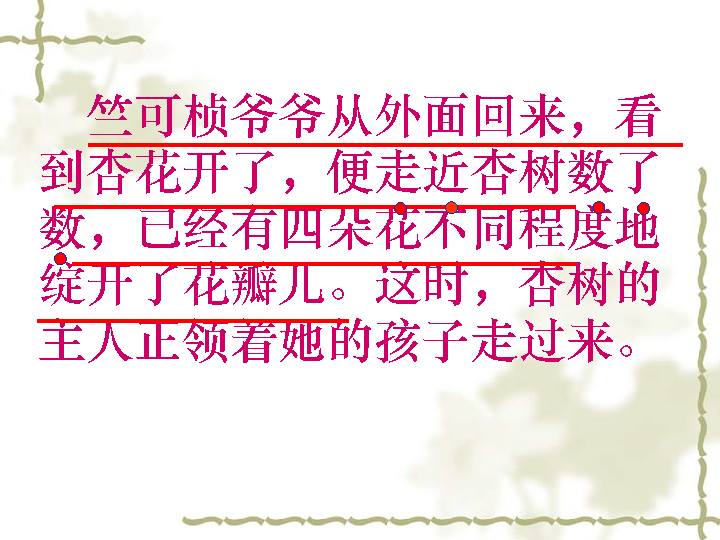 竺可桢爷爷从外面回来，看
到杏花开了，便走近杏树数了
数，已经有四朵花不同程度地
绽开了花瓣儿。这时，杏树的
主人正领着她的孩子走过来。